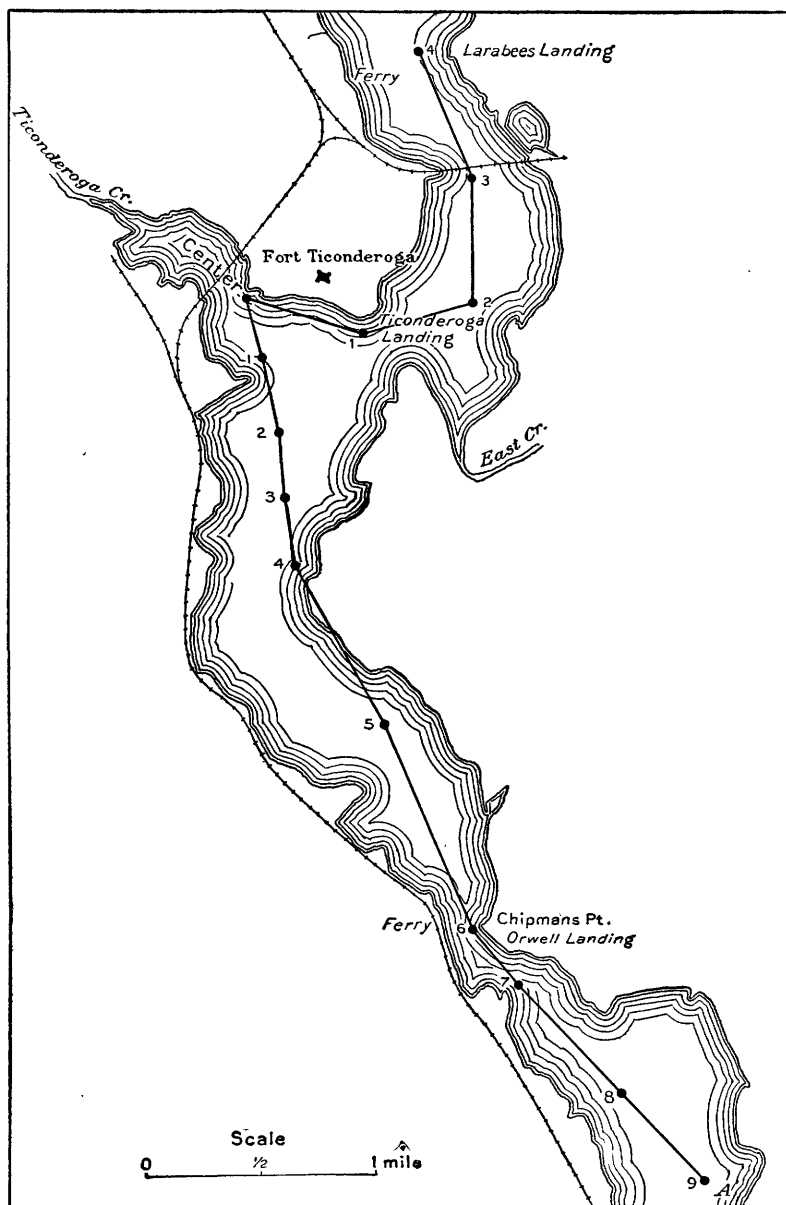 4
Larabees Landing
Ferry
Ticonderoga Cr.
3
Center
Fort Ticonderoga
2
Ticonderoga
Landing
1
1
2
East Cr.
3
4
5
Ferry
6
Chipmans Pt.
Orwell Landing
7
8
Scale
0
1/2
1 mile
9
A